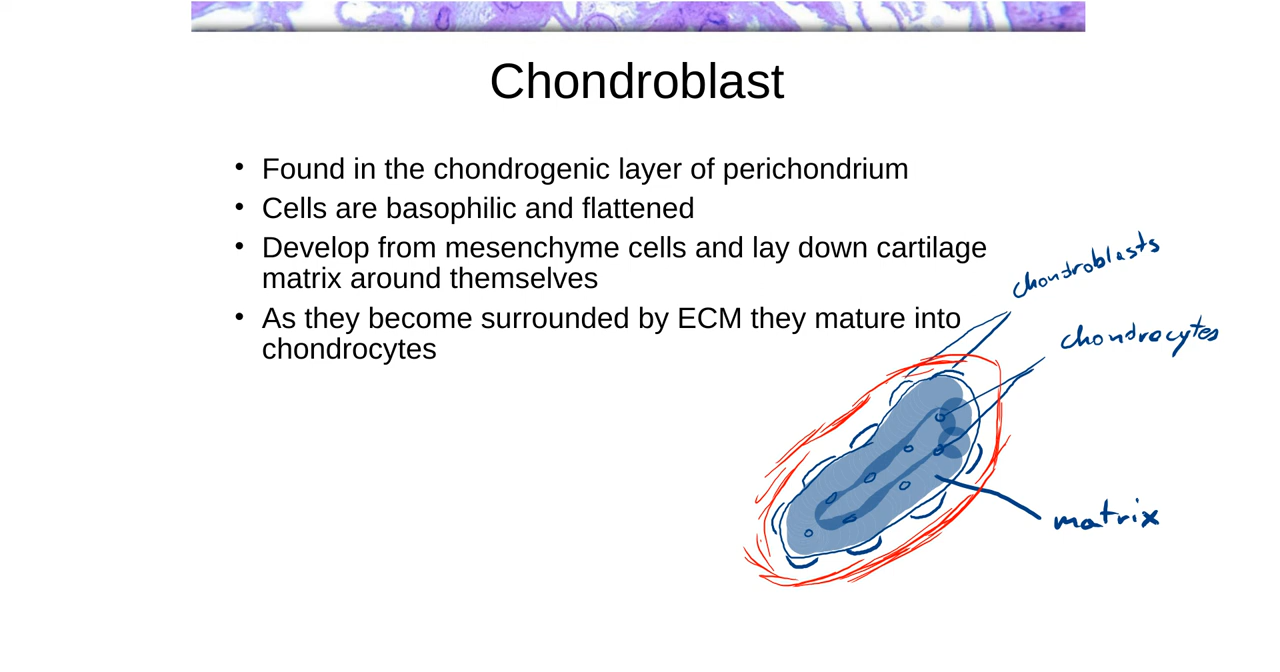 Chondroblast
• Found in the chondrogenic layer of perichondrium
• Cells are basophilic and flattened
• Develop from mesenchyme cells and lay down cartilage
matrix around themselves
• As they become surrounded by ECM they mature into
chondrocytes
chondroblasts
chondrocytes
matrix